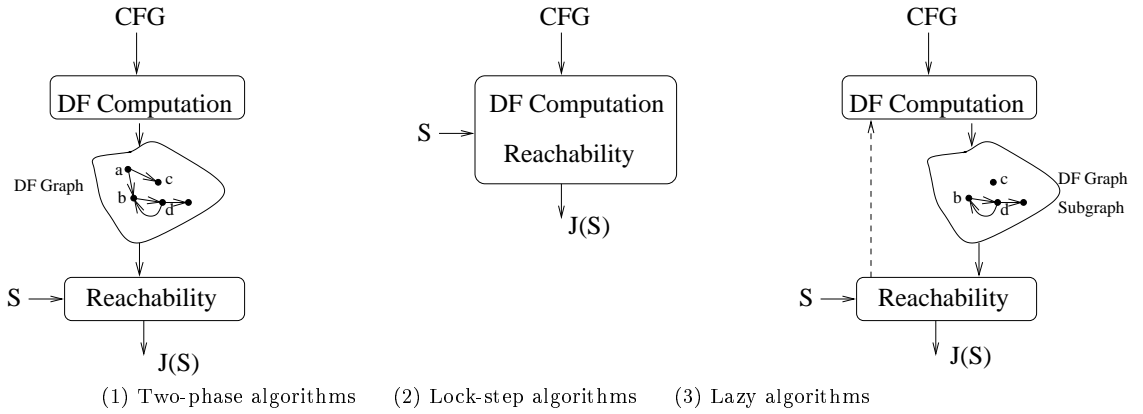 CFG
DF Computation
DF Graph
a
c
b
d
S
Reachability
J(S)
CFG
S
DF Computation
Reachability
J(S)
CFG
DF Computation
c
b
d
DF Graph
Subgraph
S
Reachability
J(S)
(1) Two-phase algorithms (2) Lock-step algorithms (3) Lazy algorithms